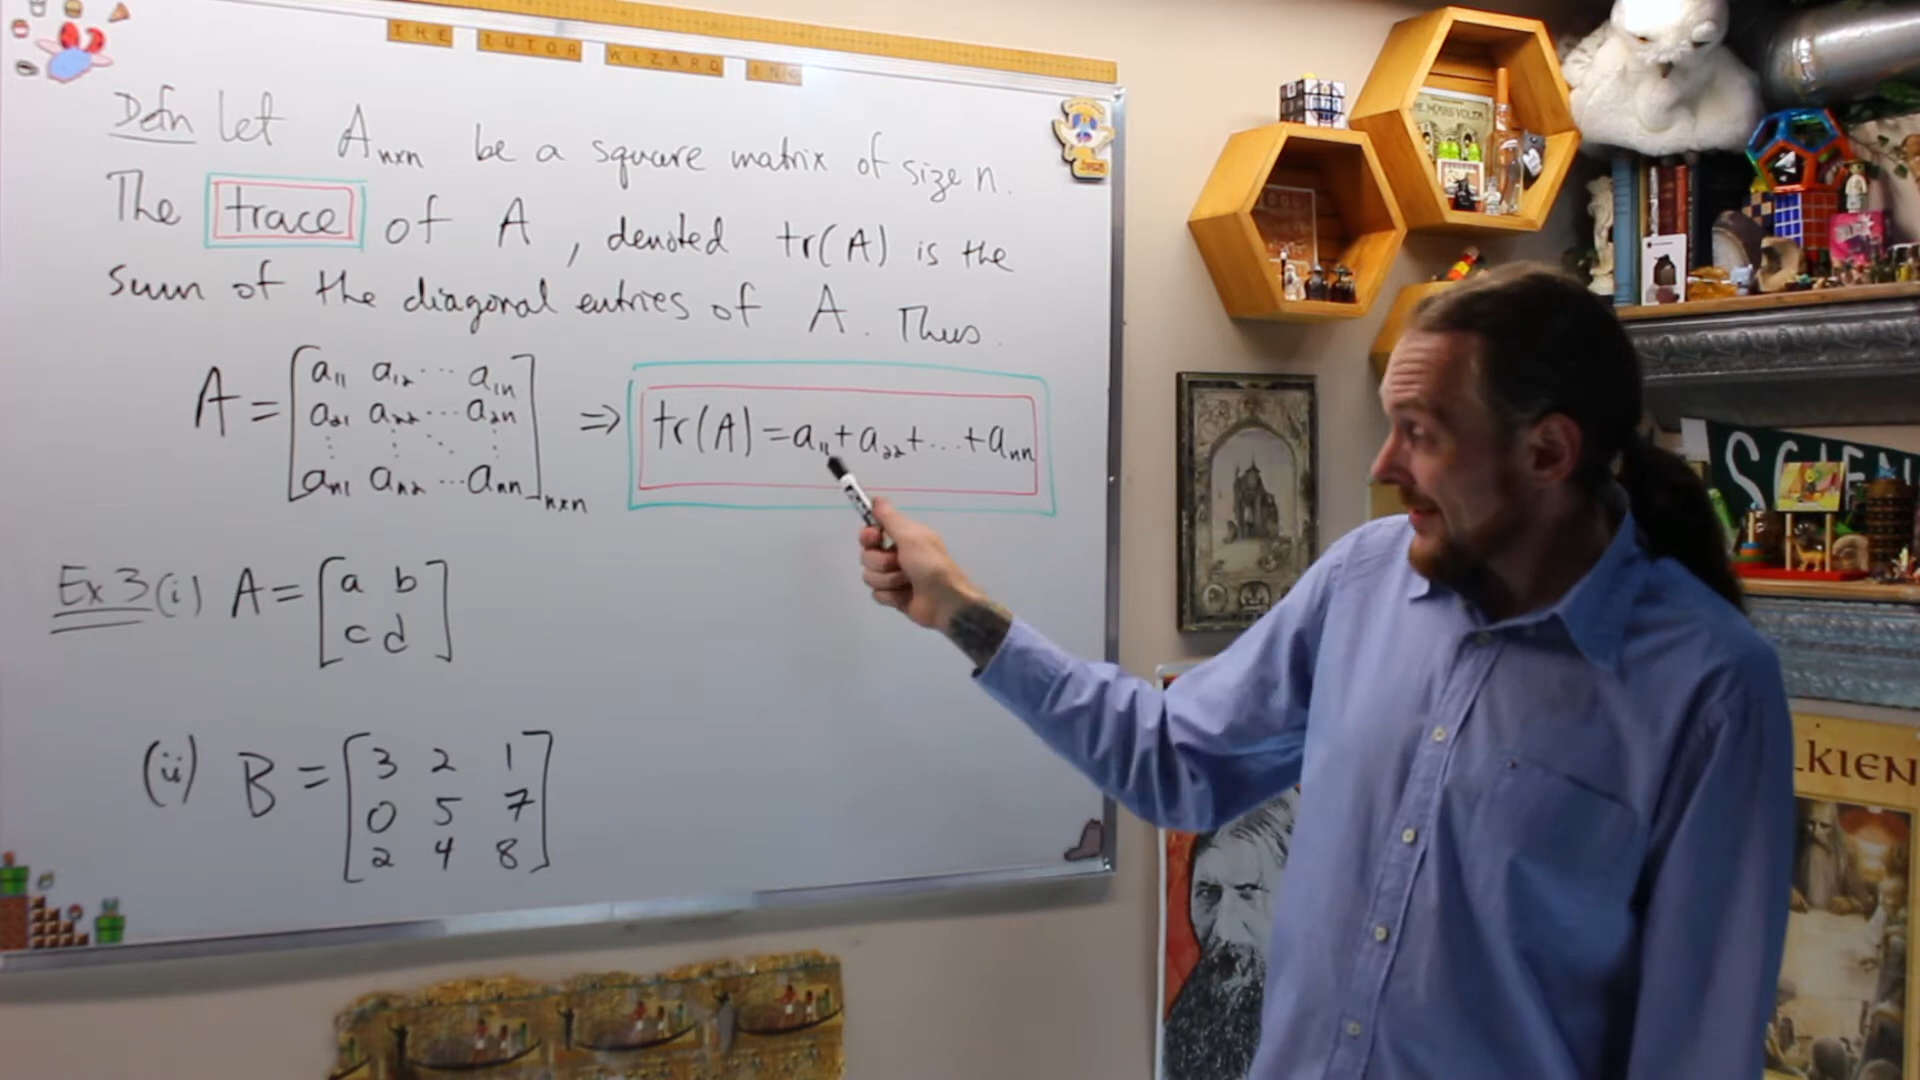 THE TUTOR WIZARD INC
Defn Let Aₙₓₙ be a square matrix of size n.
The trace of A, denoted tr(A) is the
sum of the diagonal entries of A. Thus
A = [a₁₁ a₁₂ ⋯ a₁ₙ
a₂₁ a₂₂ ⋯ a₂ₙ
⋮ ⋮ ⋱ ⋮
aₙ₁ aₙ₂ ⋯ aₙₙ]ₙₓₙ ⇒ tr(A) = a₁₁ + a₂₂ + ... + aₙₙ
Ex 3 (i) A = [a b
c d]
(ii) B = [3 2 1
0 5 7
2 4 8]
SCIEN
LKIEN